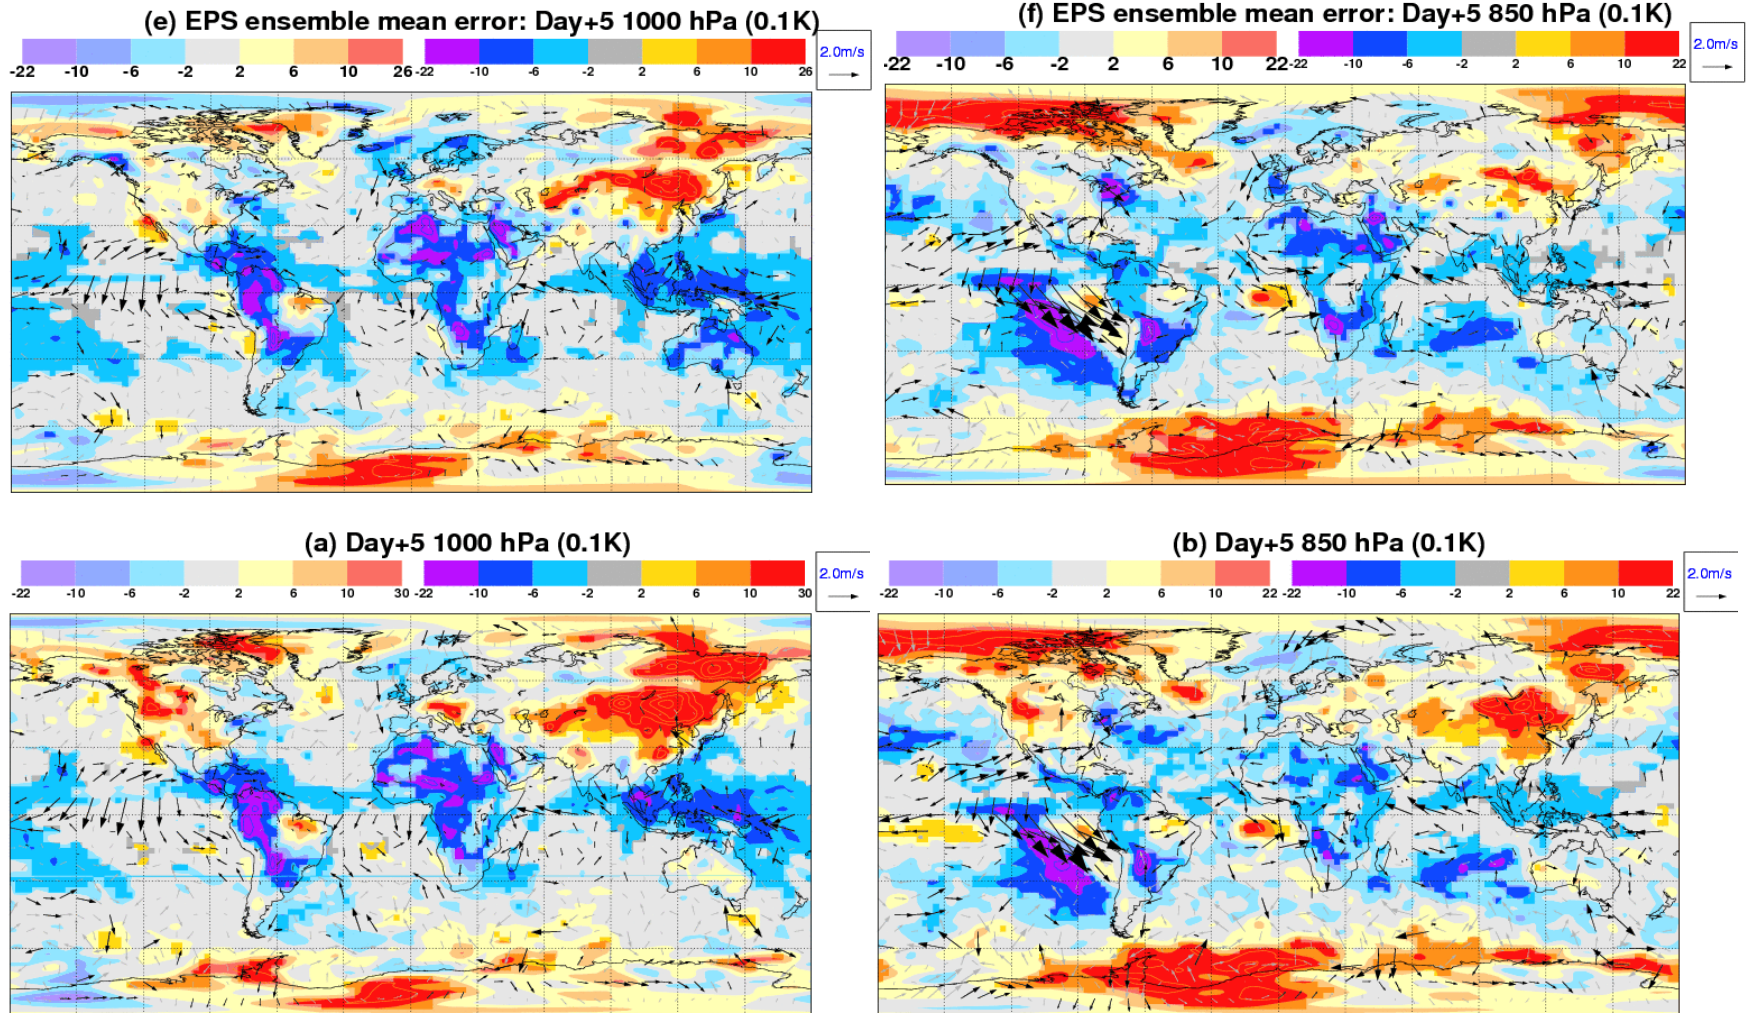 (e) EPS ensemble mean error: Day+5 1000 hPa (0.1K)
2.0m/s
-22 -10 -6 -2 2 6 10 26 -22 -10 -6 -2 2 6 10 26
(f) EPS ensemble mean error: Day+5 850 hPa (0.1K)
2.0m/s
-22 -10 -6 -2 2 6 10 22 -22 -10 -6 -2 2 6 10 22
(a) Day+5 1000 hPa (0.1K)
2.0m/s
-22 -10 -6 -2 2 6 10 30 -22 -10 -6 -2 2 6 10 30
(b) Day+5 850 hPa (0.1K)
2.0m/s
-22 -10 -6 -2 2 6 10 22 -22 -10 -6 -2 2 6 10 22